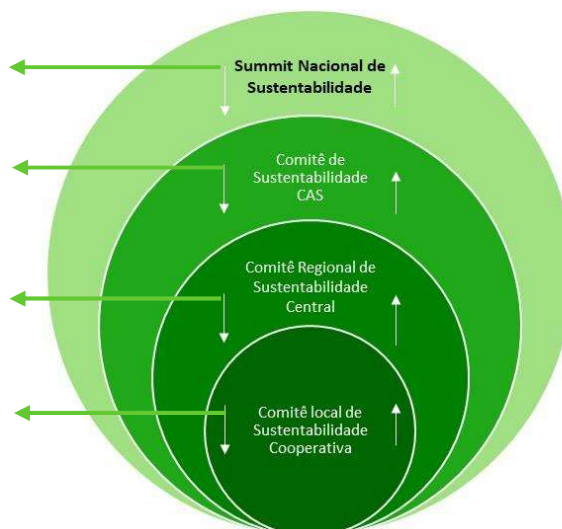 Summit Nacional de
Sustentabilidade
Comitê de
Sustentabilidade
CAS
Comitê Regional de
Sustentabilidade
Central
Comitê local de
Sustentabilidade
Cooperativa